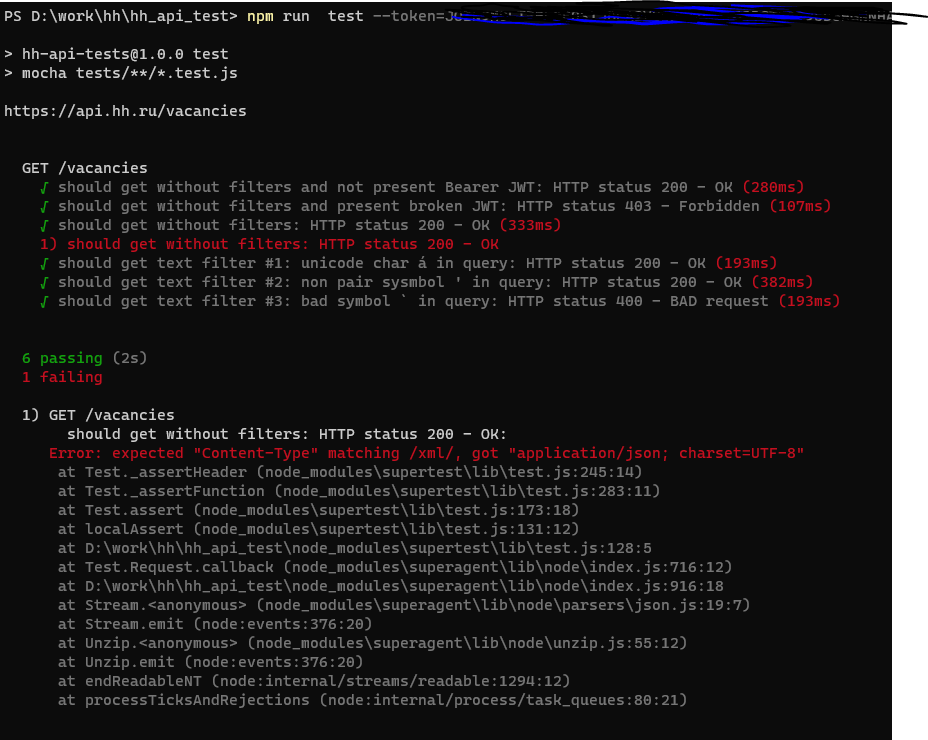 PS D:\work\hh\hh_api_test> npm run  test --token=
> hh-api-tests@1.0.0 test
> mocha tests/**/*.test.js
https://api.hh.ru/vacancies
GET /vacancies
√ should get without filters and not present Bearer JWT: HTTP status 200 - OK (280ms)
√ should get without filters and present broken JWT: HTTP status 403 - Forbidden (107ms)
√ should get without filters: HTTP status 200 - OK (333ms)
1) should get without filters: HTTP status 200 - OK
√ should get text filter #1: unicode char á in query: HTTP status 200 - OK (193ms)
√ should get text filter #2: non pair sysmbol ' in query: HTTP status 200 - OK (382ms)
√ should get text filter #3: bad symbol ` in query: HTTP status 400 - BAD request (193ms)
6 passing (2s)
1 failing
1) GET /vacancies
should get without filters: HTTP status 200 - OK:
Error: expected "Content-Type" matching /xml/, got "application/json; charset=UTF-8"
at Test._assertHeader (node_modules\supertest\lib\test.js:245:14)
at Test._assertFunction (node_modules\supertest\lib\test.js:283:11)
at Test.assert (node_modules\supertest\lib\test.js:173:18)
at localAssert (node_modules\supertest\lib\test.js:131:12)
at D:\work\hh\hh_api_test\node_modules\supertest\lib\test.js:128:5
at Test.Request.callback (node_modules\superagent\lib\node\index.js:716:12)
at D:\work\hh\hh_api_test\node_modules\superagent\lib\node\index.js:916:18
at Stream.<anonymous> (node_modules\superagent\lib\node\parsers\json.js:19:7)
at Stream.emit (node:events:376:20)
at Unzip.<anonymous> (node_modules\superagent\lib\node\unzip.js:55:12)
at Unzip.emit (node:events:376:20)
at endReadableNT (node:internal/streams/readable:1294:12)
at processTicksAndRejections (node:internal/process/task_queues:80:21)